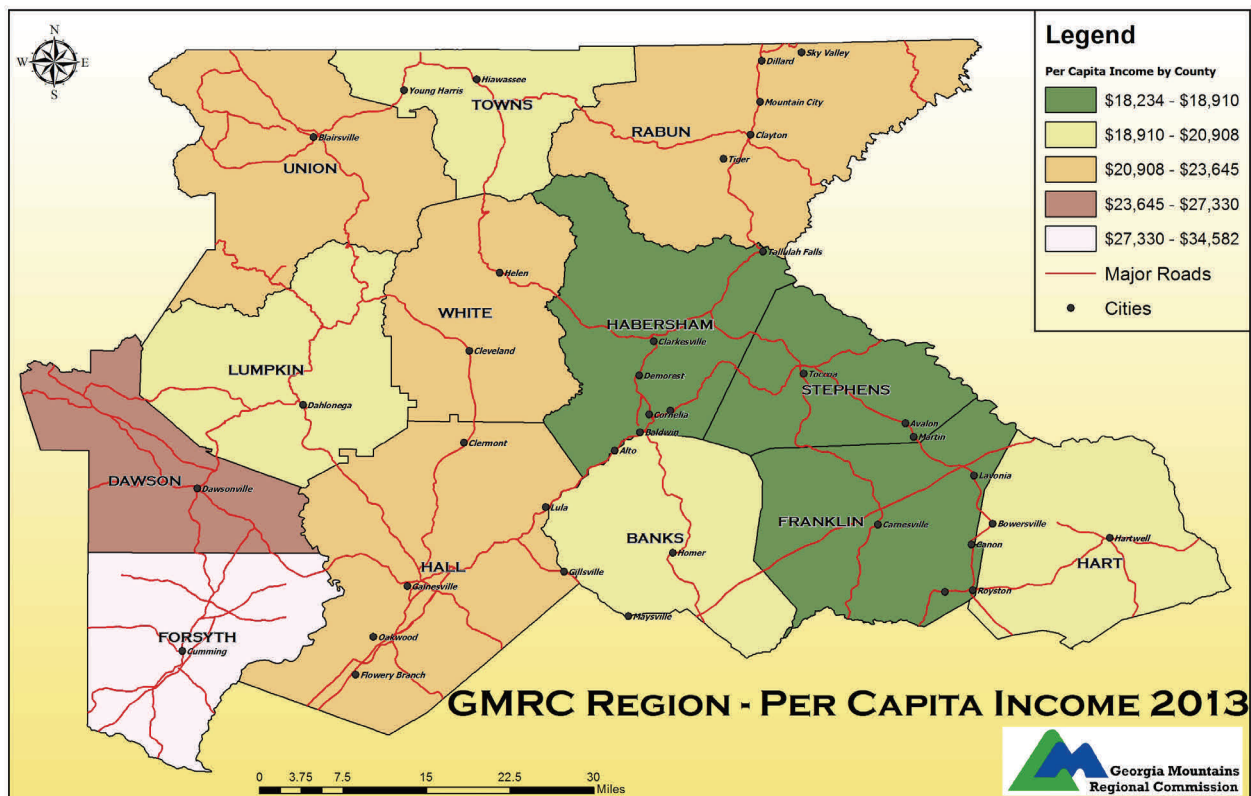 N
W
E
S
Legend
Per Capita Income by County
$18,234 - $18,910
$18,910 - $20,908
$20,908 - $23,645
$23,645 - $27,330
$27,330 - $34,582
Major Roads
Cities
Sky Valley
Dillard
Hiawassee
Young Harris
TOWNS
Mountain City
RABUN
Clayton
Blairsville
Tiger
UNION
Tallulah Falls
Helen
WHITE
HABERSHAM
Clarkesville
Cleveland
LUMPKIN
Demorest
Toccoa
STEPHENS
Dahlonega
Cornelia
Avalon
Baldwin
Martin
Clermont
Alto
Lavonia
DAWSON
Dawsonville
Lula
FRANKLIN
Carnesville
Bowersville
BANKS
Hartwell
Canon
Homer
HART
HALL
Gillsville
Gainesville
Royston
Maysville
FORSYTH
Oakwood
Cumming
Flowery Branch
GMRC REGION - PER CAPITA INCOME 2013
0 3.75 7.5 15 22.5 30
Miles
Georgia Mountains
Regional Commission